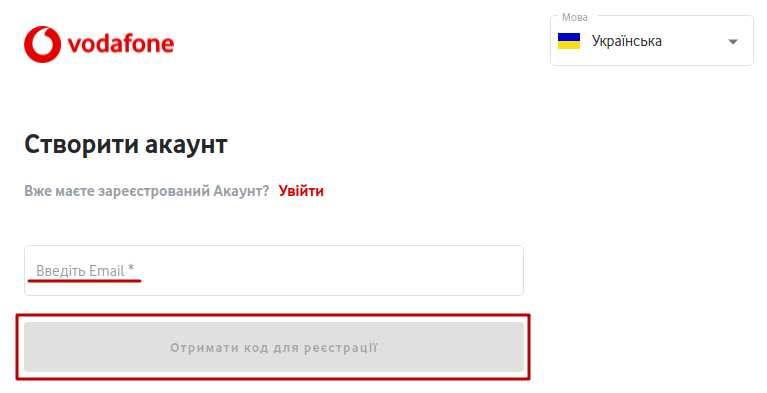 Мова
vodafone
Українська
Створити акаунт
Вже маєте зареєстрований Акаунт? Увійти
Введіть Email *
Отримати код для реєстрації